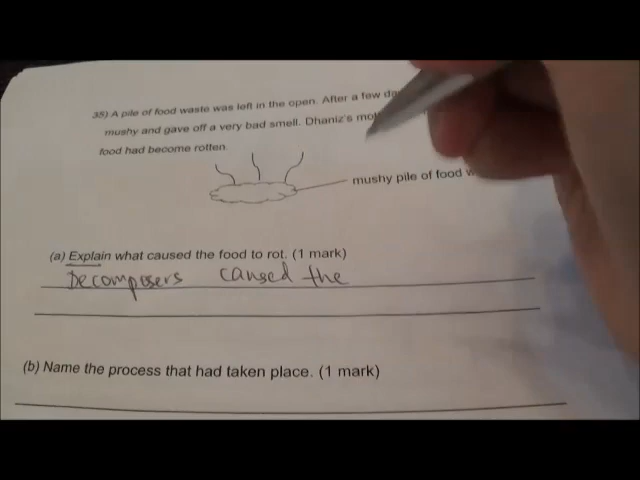 35) A pile of food waste was left in the open. After a few
mushy and gave off a very bad smell. Dhaniz's
food had become rotten.
mushy pile of food
(a) Explain what caused the food to rot. (1 mark)
Decomposers caused the
(b) Name the process that had taken place. (1 mark)